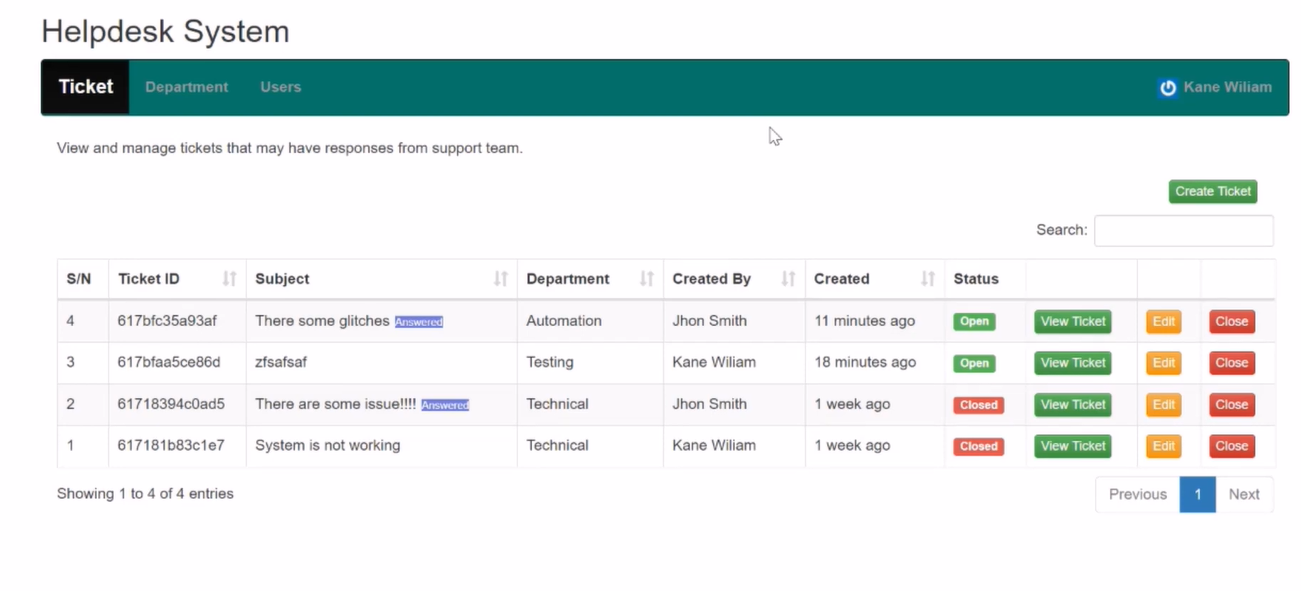 Helpdesk System
Ticket Department Users Kane Wiliam
View and manage tickets that may have responses from support team.
Create Ticket
Search:
S/N Ticket ID Subject Department Created By Created Status
4 617bfc35a93af There some glitches Answered Automation Jhon Smith 11 minutes ago Open View Ticket Edit Close
3 617bfaa5ce86d zfsafsaf Testing Kane Wiliam 18 minutes ago Open View Ticket Edit Close
2 61718394c0ad5 There are some issue!!!! Answered Technical Jhon Smith 1 week ago Closed View Ticket Edit Close
1 617181b83c1e7 System is not working Technical Kane Wiliam 1 week ago Closed View Ticket Edit Close
Showing 1 to 4 of 4 entries Previous 1 Next